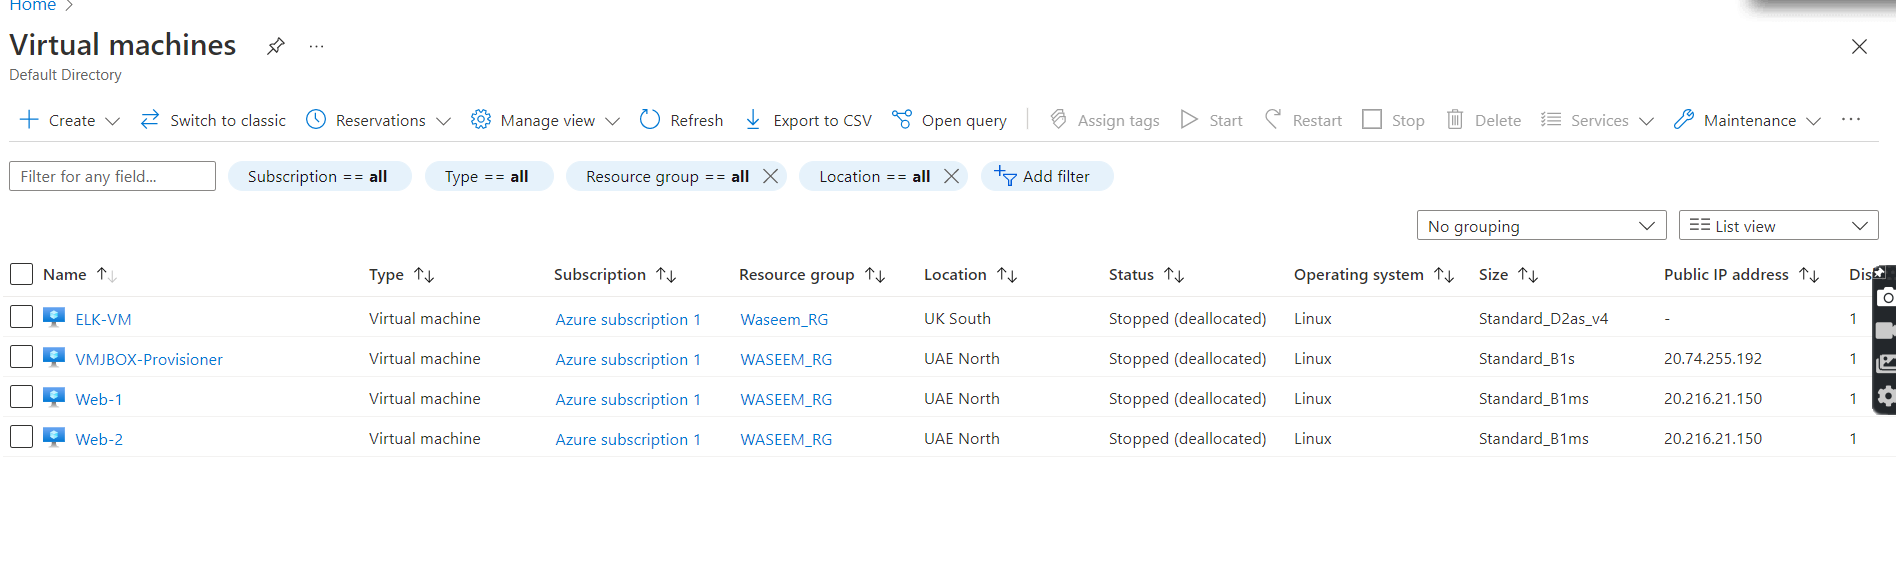 Home >
Virtual machines ...
Default Directory
Create Switch to classic Reservations Manage view Refresh Export to CSV Open query Assign tags Start Restart Stop Delete Services Maintenance ...
Filter for any field... Subscription == all Type == all Resource group == all Location == all Add filter
No grouping List view
Name Type Subscription Resource group Location Status Operating system Size Public IP address Dis
ELK-VM Virtual machine Azure subscription 1 Waseem_RG UK South Stopped (deallocated) Linux Standard_D2as_v4 - 1
VMJBOX-Provisioner Virtual machine Azure subscription 1 WASEEM_RG UAE North Stopped (deallocated) Linux Standard_B1s 20.74.255.192 1
Web-1 Virtual machine Azure subscription 1 WASEEM_RG UAE North Stopped (deallocated) Linux Standard_B1ms 20.216.21.150 1
Web-2 Virtual machine Azure subscription 1 WASEEM_RG UAE North Stopped (deallocated) Linux Standard_B1ms 20.216.21.150 1